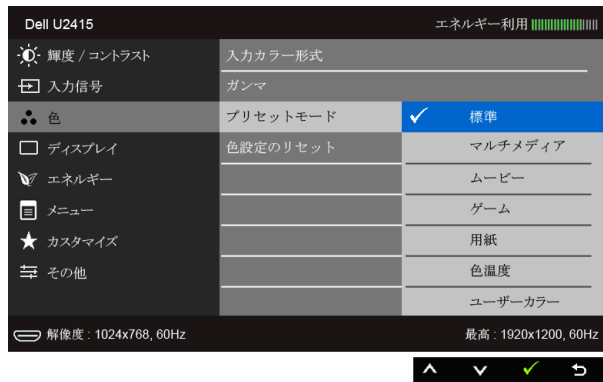 Dell U2415
エネルギー利用
輝度 / コントラスト
入力カラー形式
入力信号
ガンマ
色
プリセットモード
標準
ディスプレイ
色設定のリセット
マルチメディア
エネルギー
ムービー
メニュー
ゲーム
カスタマイズ
用紙
その他
色温度
ユーザーカラー
解像度 : 1024x768, 60Hz
最高 : 1920x1200, 60Hz